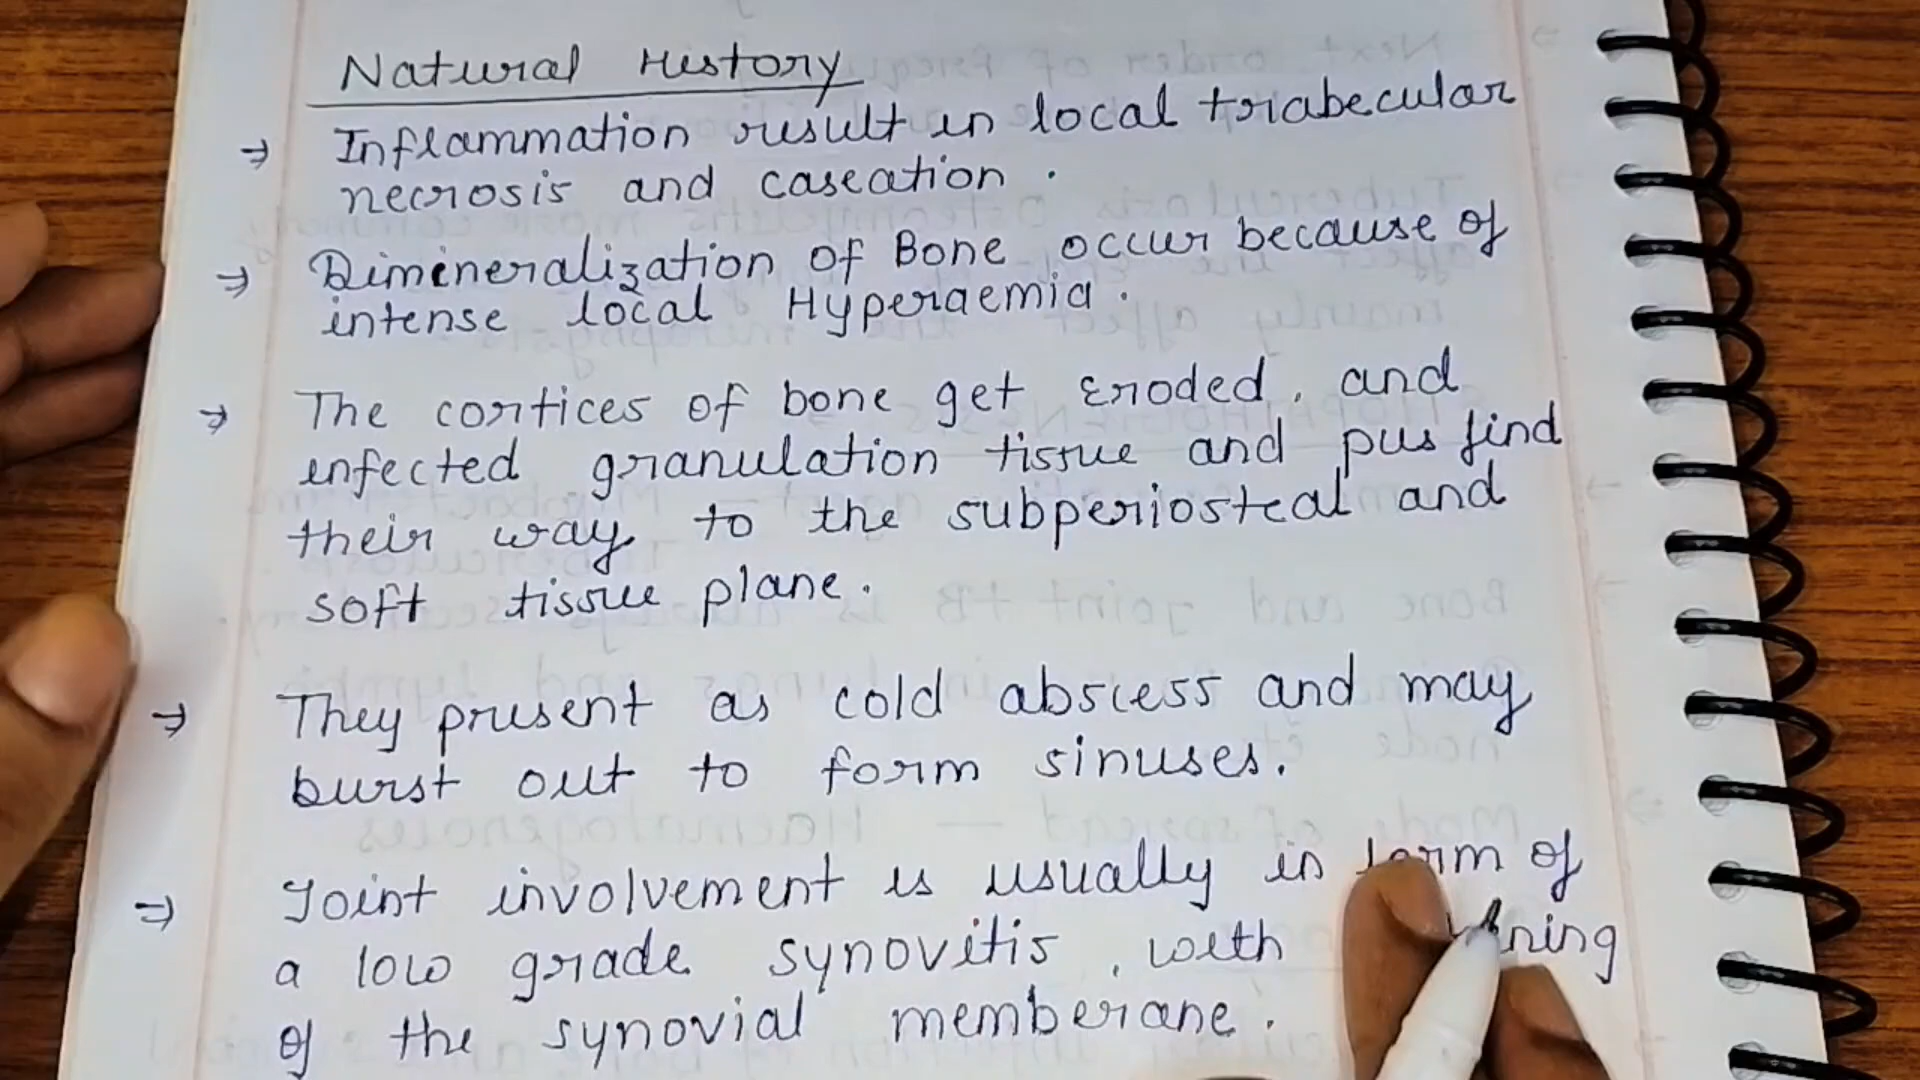 Natural History
⇒ Inflammation result in local trabecular
necrosis and caseation.
⇒ Dimineralization of Bone occur because of
intense local Hyperaemia.
⇒ The cortices of bone get Eroded, and
infected granulation tissue and pus find
their way to the subperiosteal and
soft tissue plane.
⇒ They present as cold abscess and may
burst out to form sinuses.
⇒ Joint involvement is usually in form of
a low grade synovitis, with
of the synovial memberane.